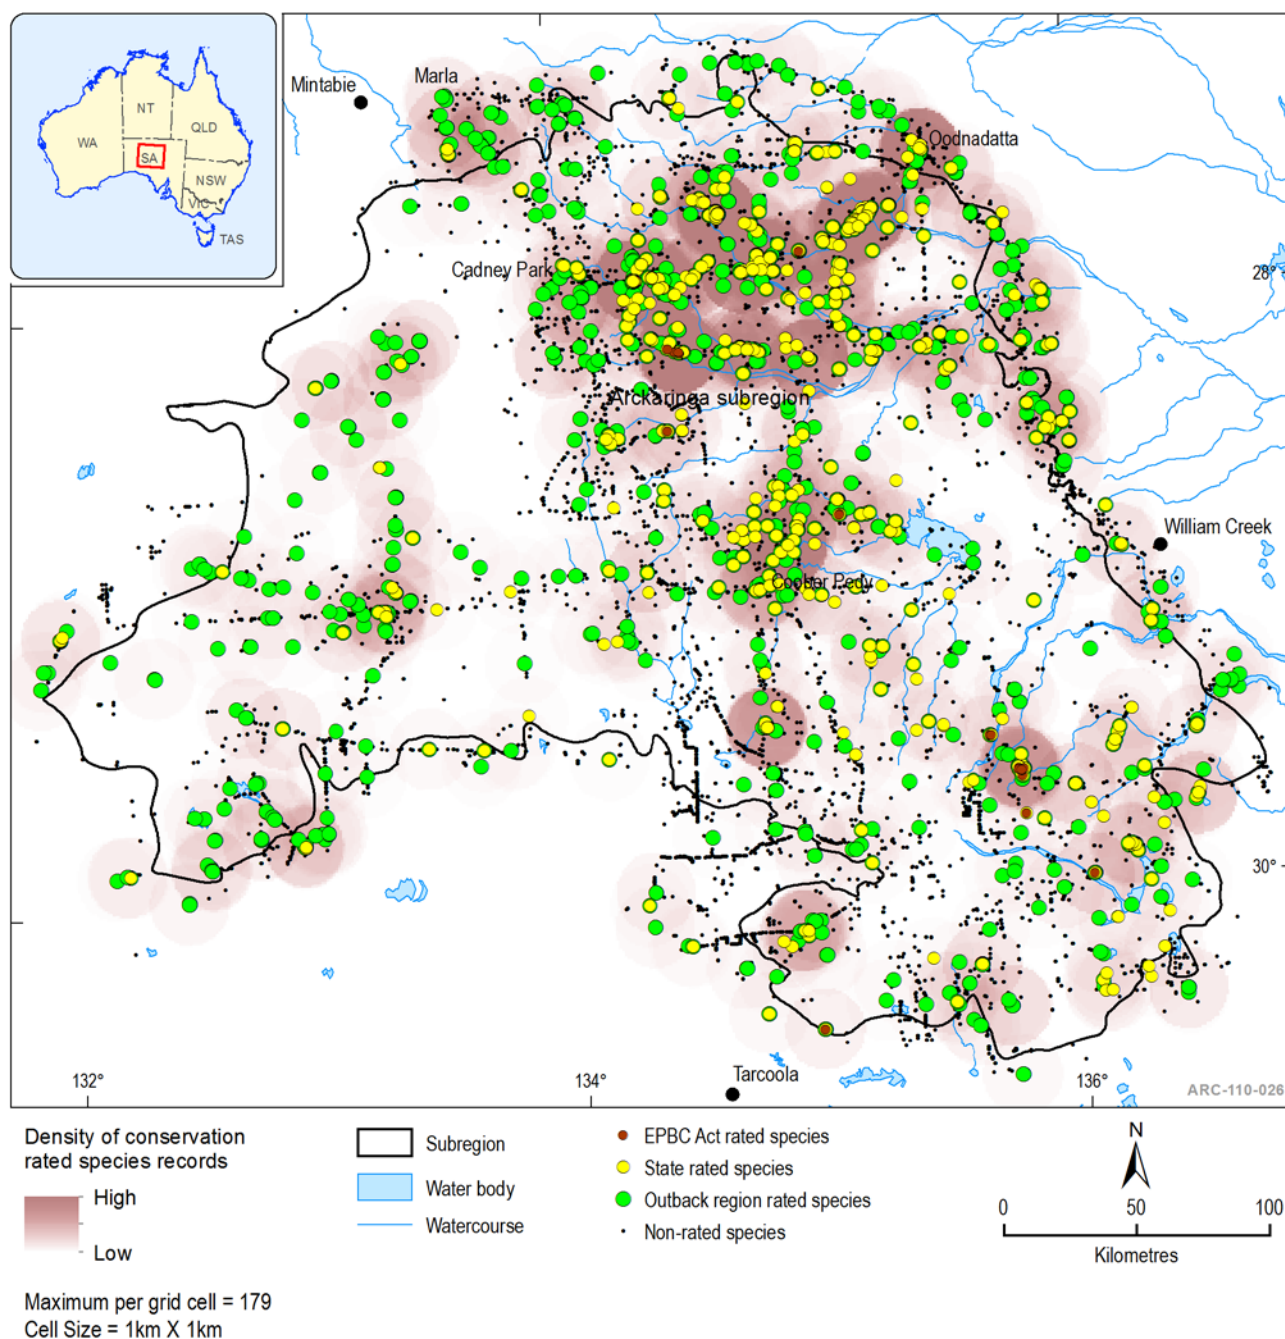 NT
WA
QLD
SA
NSW
VIC
TAS
Mintabie
Marla
Oodnadatta
Cadney Park
28°
Arckaringa subregion
William Creek
Coober Pedy
30°
132°
134°
Tarcoola
136°
ARC-110-026
Density of conservation
rated species records
High
Low
Maximum per grid cell = 179
Cell Size = 1km X 1km
Subregion
Water body
Watercourse
EPBC Act rated species
State rated species
Outback region rated species
Non-rated species
N
0 50 100
Kilometres